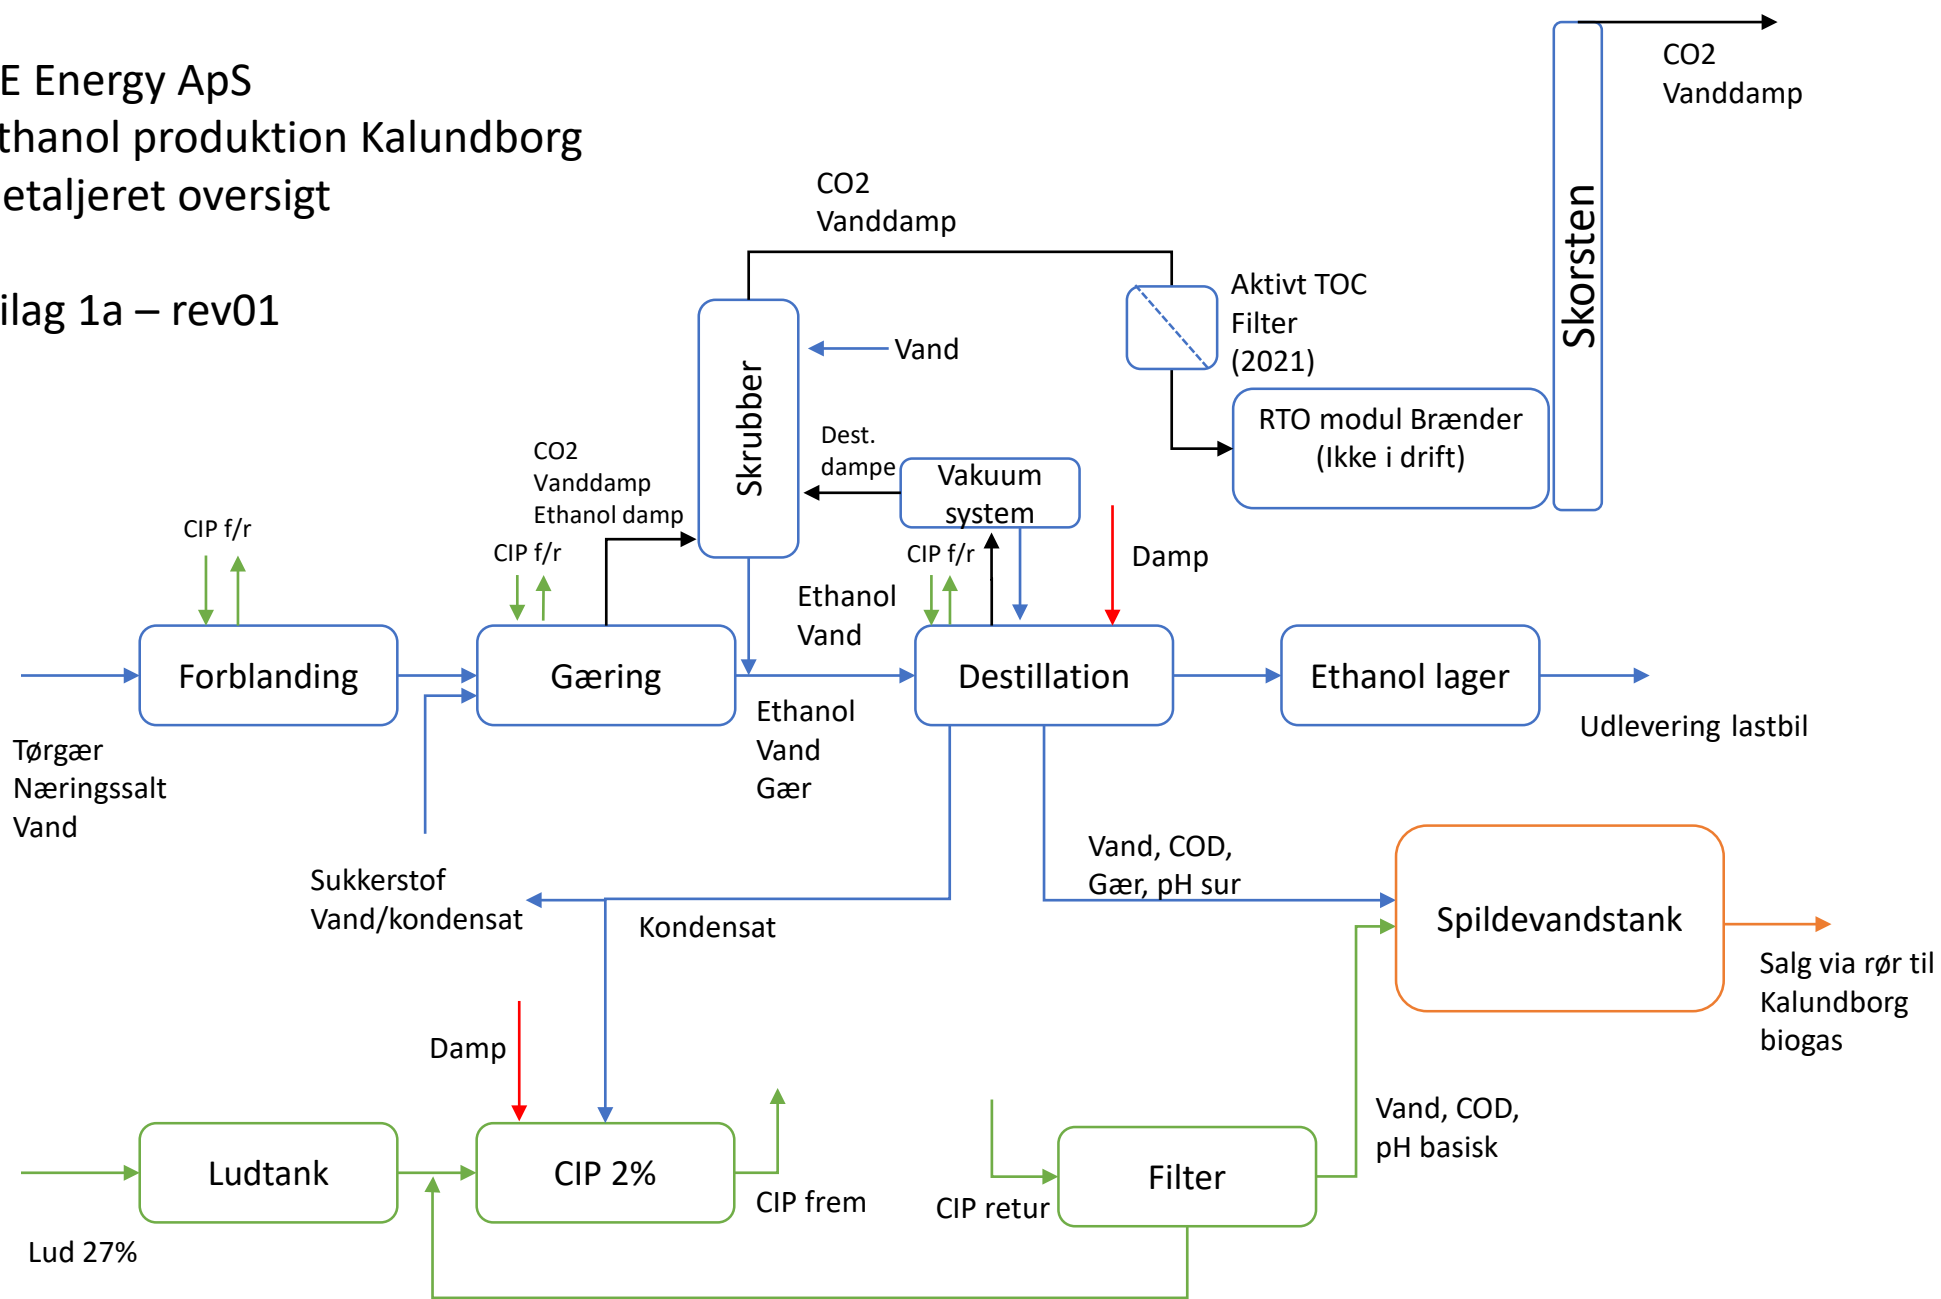 E Energy ApS
thanol produktion Kalundborg
etaljeret oversigt
ilag 1a – rev01
CO2
Vanddamp
CO2
Vanddamp
Skorsten
Aktivt TOC
Filter
(2021)
Vand
Skrubber
RTO modul Brænder
(Ikke i drift)
Dest.
dampe
Vakuum
system
CO2
Vanddamp
Ethanol damp
CIP f/r
CIP f/r
CIP f/r
Damp
Ethanol
Vand
Forblanding
Gæring
Destillation
Ethanol lager
Udlevering lastbil
Tørgær
Næringssalt
Vand
Ethanol
Vand
Gær
Sukkerstof
Vand/kondensat
Kondensat
Vand, COD,
Gær, pH sur
Spildevandstank
Salg via rør til
Kalundborg
biogas
Damp
Ludtank
CIP 2%
CIP frem
CIP retur
Filter
Vand, COD,
pH basisk
Lud 27%